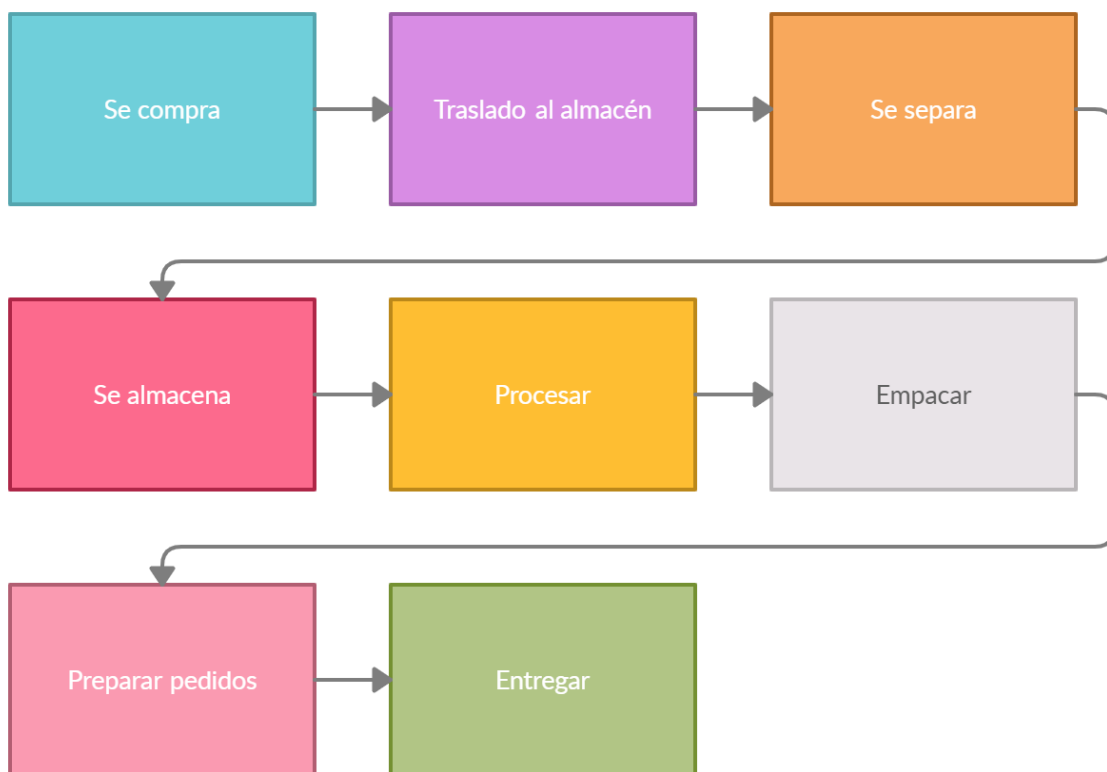 Se compra
Traslado al almacén
Se separa
Se almacena
Procesar
Empacar
Preparar pedidos
Entregar